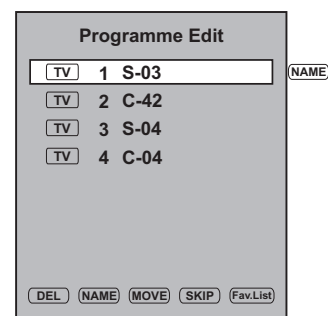 Programme Edit
TV 1 S-03 NAME
TV 2 C-42
TV 3 S-04
TV 4 C-04
DEL NAME MOVE SKIP Fav.List